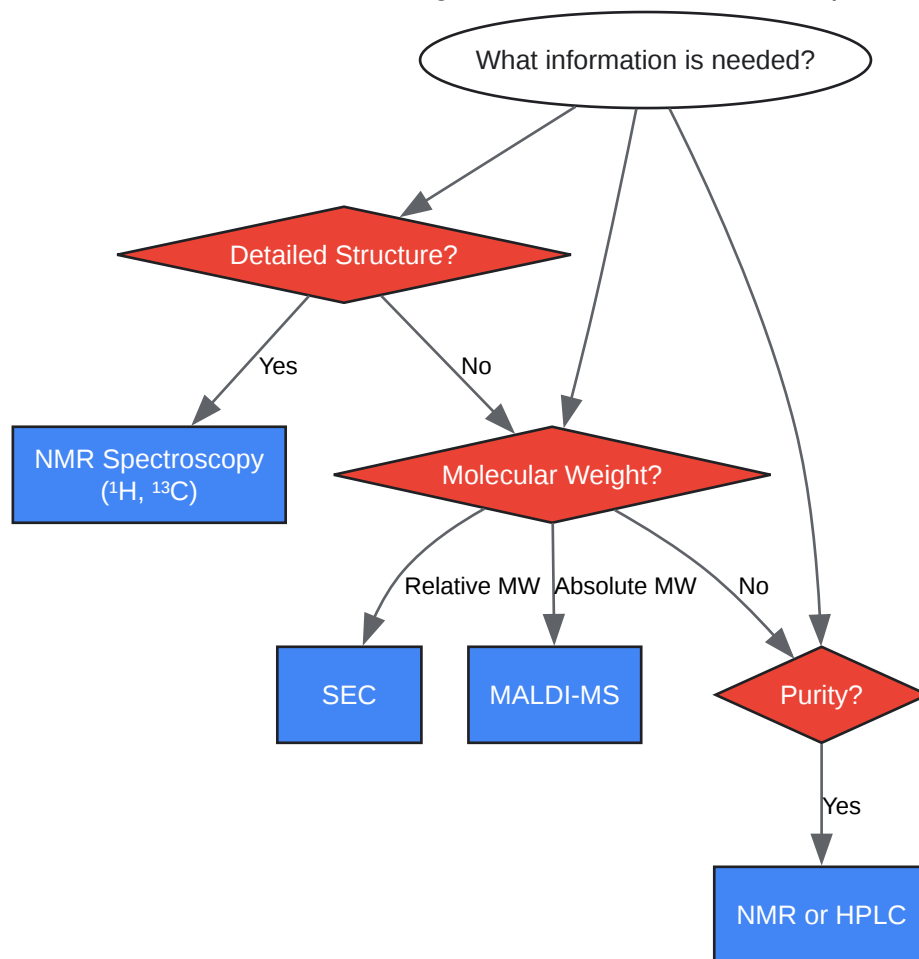 What information is needed?
Detailed Structure?
Yes
No
NMR Spectroscopy
(¹H, ¹³C)
Molecular Weight?
Relative MW
Absolute MW
No
SEC
MALDI-MS
Purity?
Yes
NMR or HPLC